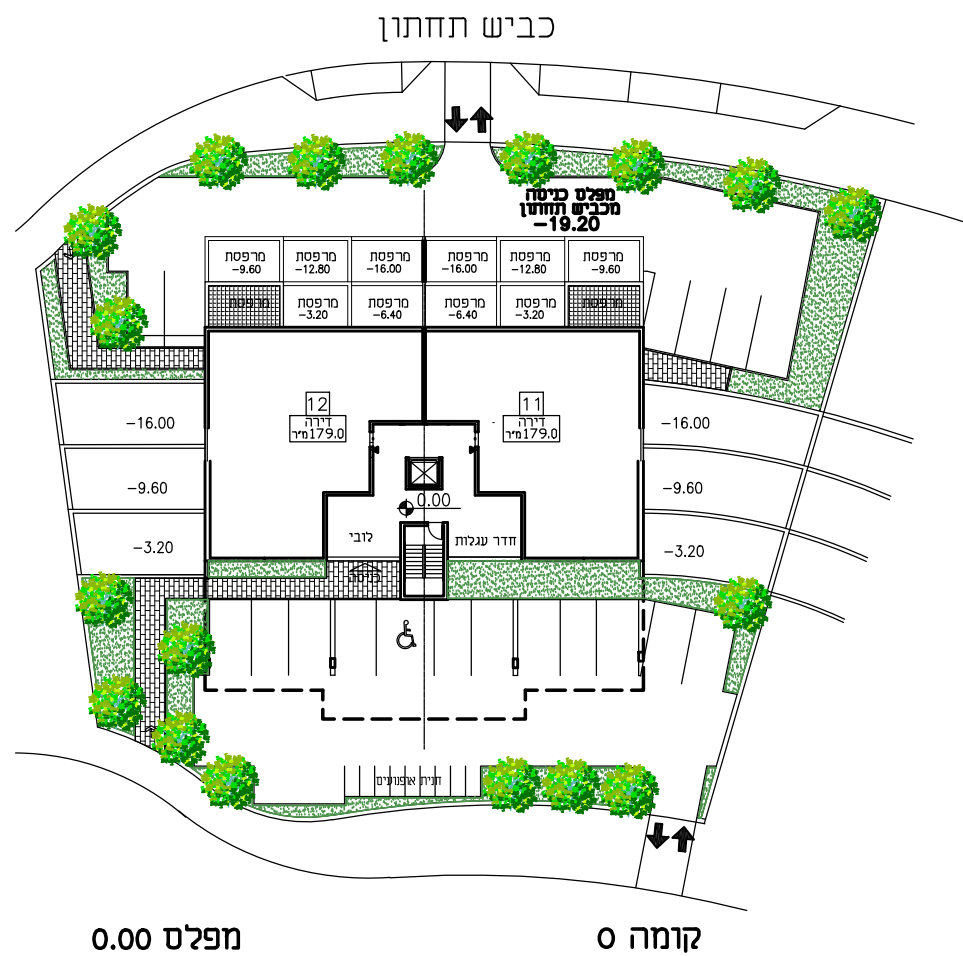 כביש תחתון
מפלס כניסה
מכביש תחתון
-19.20
מרפסת
-9.60
מרפסת
-12.80
מרפסת
-16.00
מרפסת
-16.00
מרפסת
-12.80
מרפסת
-9.60
מרפסת
מרפסת
-3.20
מרפסת
-6.40
מרפסת
-6.40
מרפסת
-3.20
מרפסת
12
דירה
179.0 מ"ר
11
דירה
179.0 מ"ר
-16.00
-16.00
-9.60
-9.60
-3.20
-3.20
0.00
לובי
חדר עגלות
כניסה
חנית אופנועים
קומה 0
מפלס 0.00